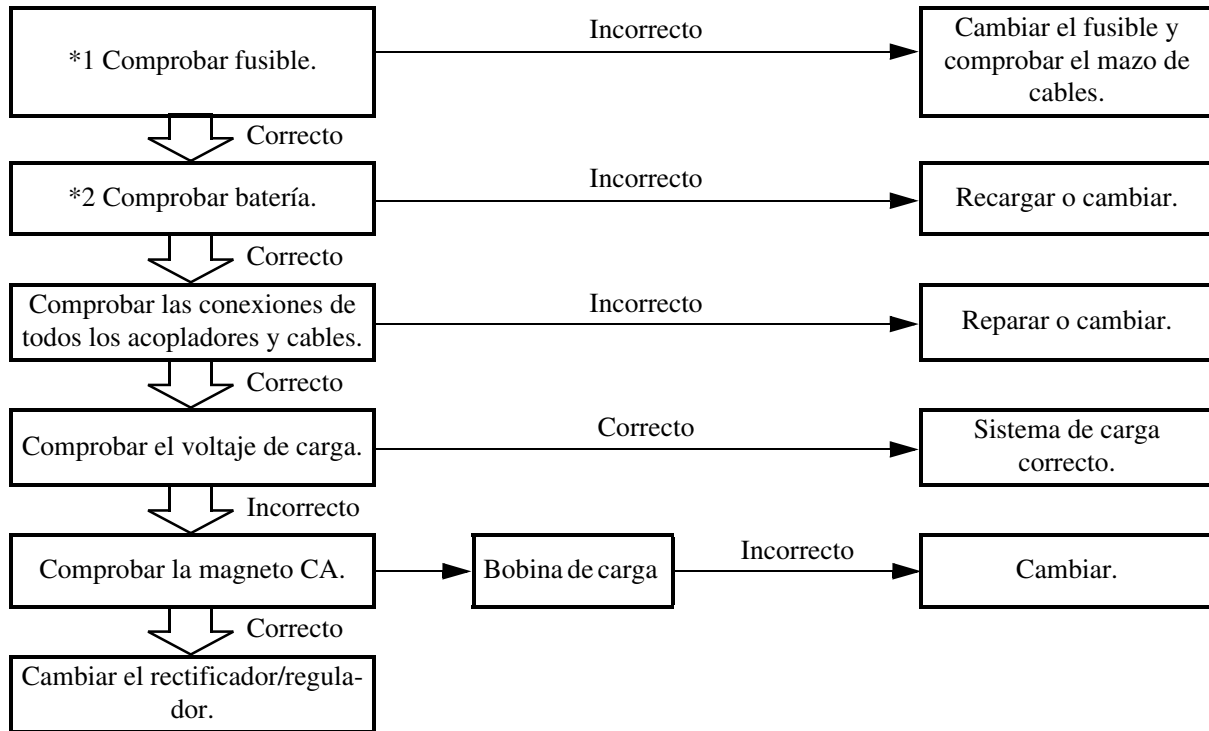 *1 Comprobar fusible.
Incorrecto
Cambiar el fusible y
comprobar el mazo de
cables.
Correcto
*2 Comprobar batería.
Incorrecto
Recargar o cambiar.
Correcto
Comprobar las conexiones de
todos los acopladores y cables.
Incorrecto
Reparar o cambiar.
Correcto
Comprobar el voltaje de carga.
Correcto
Sistema de carga
correcto.
Incorrecto
Comprobar la magneto CA.
Bobina de carga
Incorrecto
Cambiar.
Correcto
Cambiar el rectificador/regula-
dor.